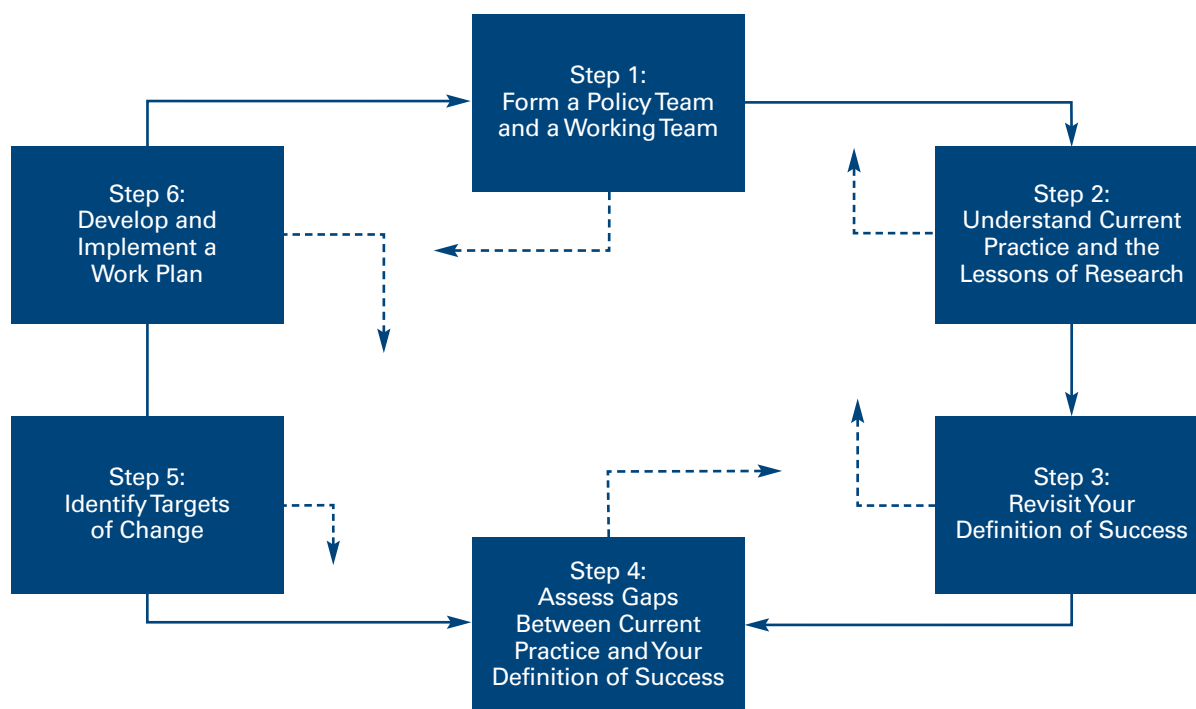 Step 1:
Form a Policy Team
and a Working Team
Step 2:
Understand Current
Practice and the
Lessons of Research
Step 3:
Revisit Your
Definition of Success
Step 4:
Assess Gaps
Between Current
Practice and Your
Definition of Success
Step 5:
Identify Targets
of Change
Step 6:
Develop and
Implement a
Work Plan